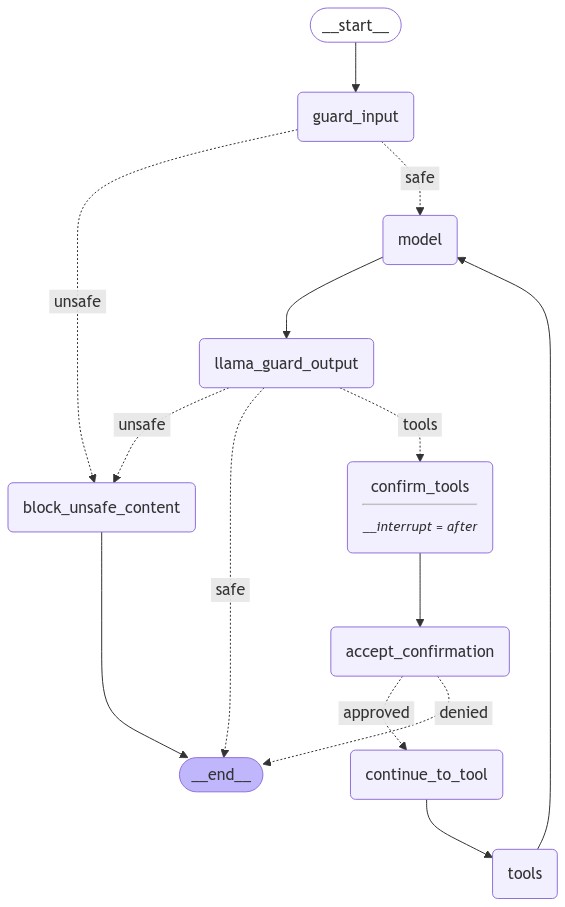 __start__
guard_input
safe
model
unsafe
llama_guard_output
unsafe
tools
confirm_tools
__interrupt = after
block_unsafe_content
safe
accept_confirmation
approved
denied
__end__
continue_to_tool
tools